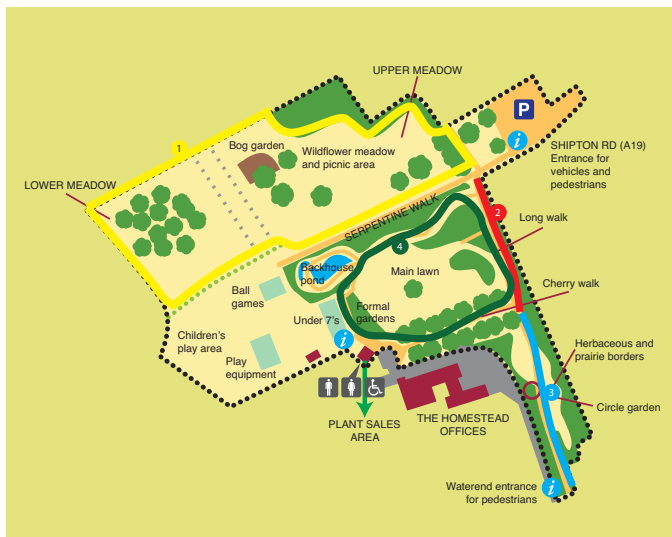 UPPER MEADOW
P
i
SHIPTON RD (A19)
Entrance for
vehicles and
pedestrians
1
Bog garden
Wildflower meadow
and picnic area
LOWER MEADOW
SERPENTINE WALK
2
Long walk
4
Backhouse
pond
Main lawn
Cherry walk
Ball
games
Formal
gardens
Under 7's
i
Children's
play area
Play
equipment
Herbaceous and
prairie borders
3
Circle garden
PLANT SALES
AREA
THE HOMESTEAD
OFFICES
Waterend entrance
for pedestrians
i